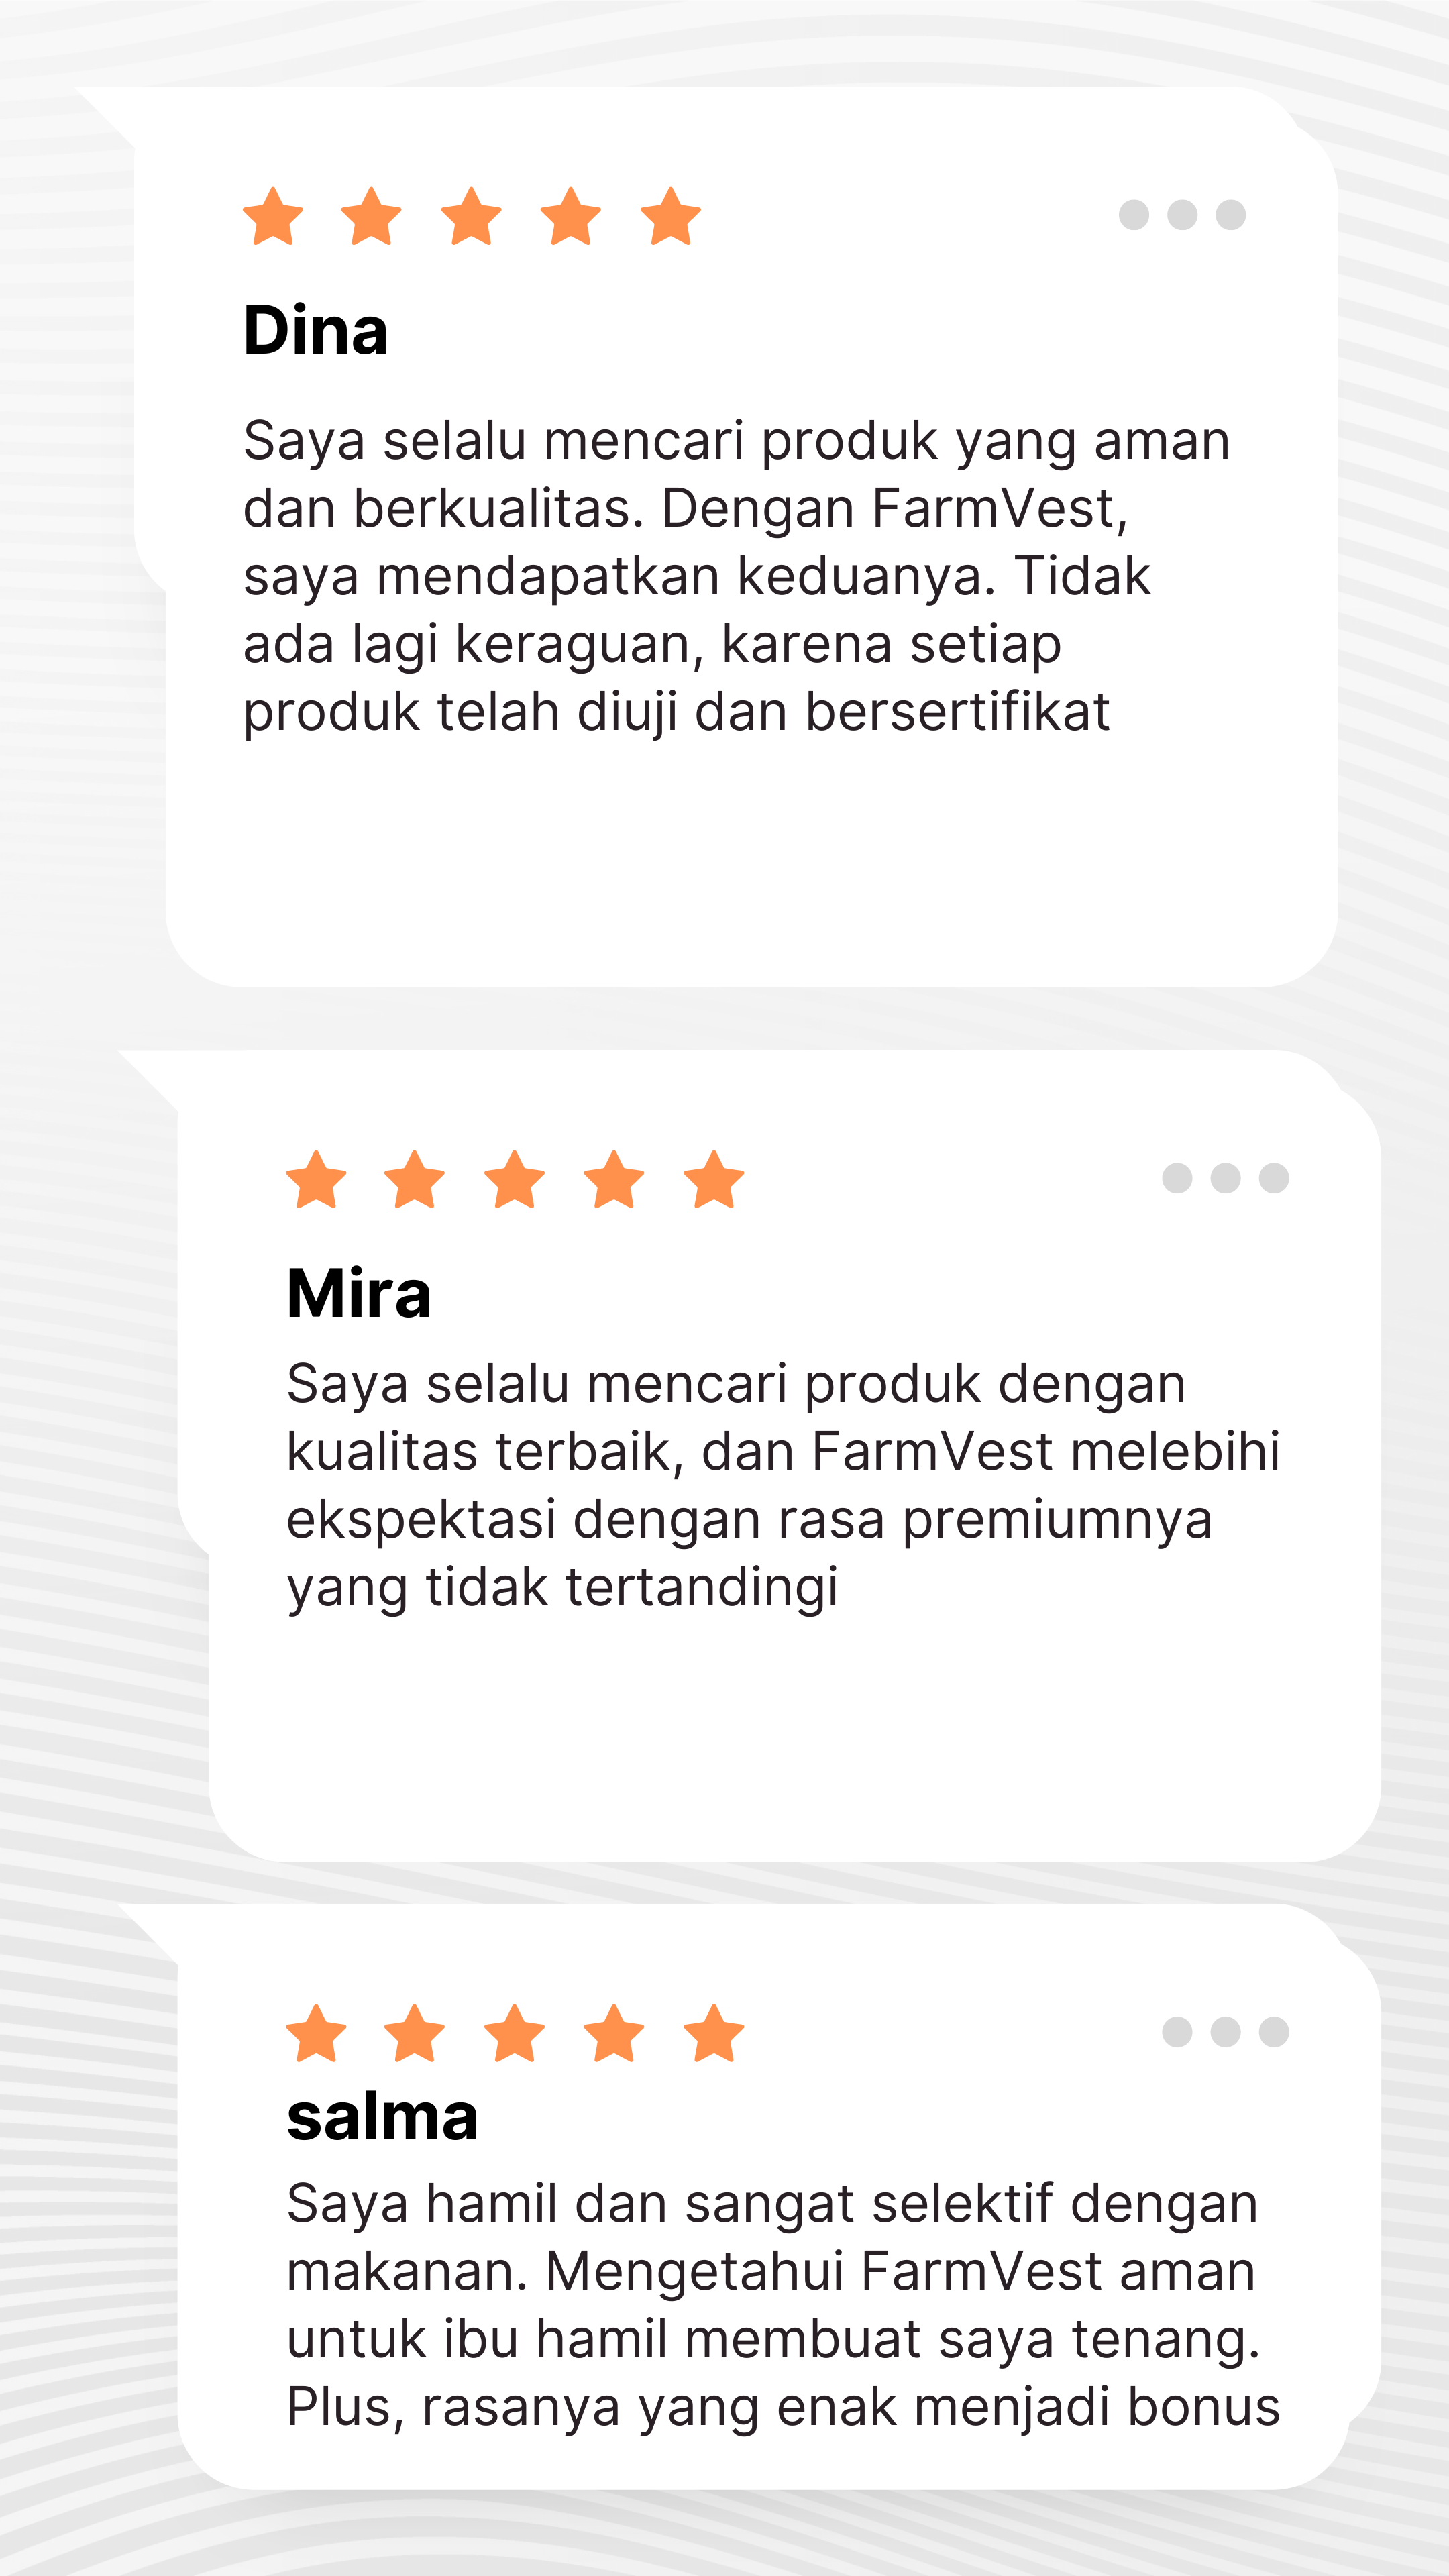 Dina
Saya selalu mencari produk yang aman
dan berkualitas. Dengan FarmVest,
saya mendapatkan keduanya. Tidak
ada lagi keraguan, karena setiap
produk telah diuji dan bersertifikat
Mira
Saya selalu mencari produk dengan
kualitas terbaik, dan FarmVest melebihi
ekspektasi dengan rasa premiumnya
yang tidak tertandingi
salma
Saya hamil dan sangat selektif dengan
makanan. Mengetahui FarmVest aman
untuk ibu hamil membuat saya tenang.
Plus, rasanya yang enak menjadi bonus